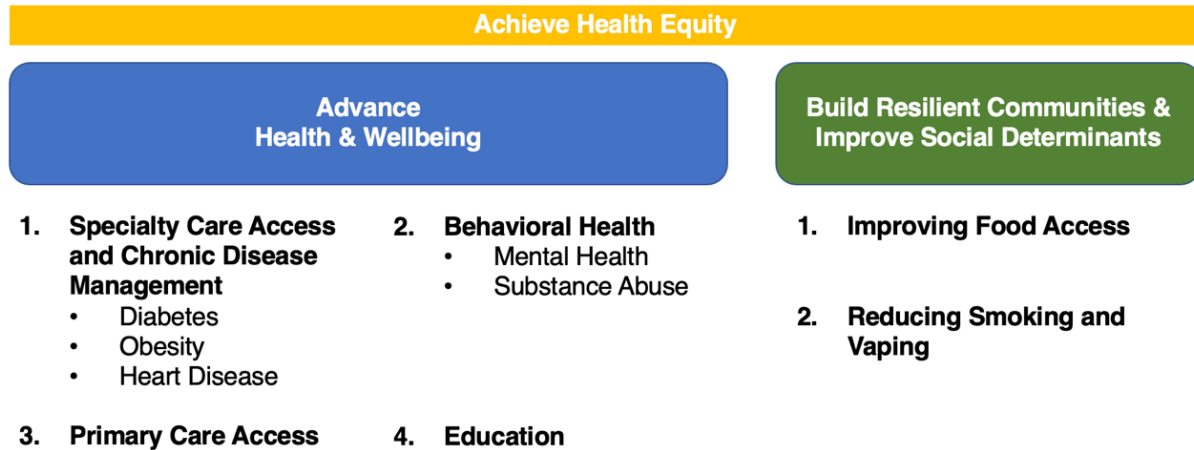 Achieve Health Equity
Advance
Health & Wellbeing
Build Resilient Communities &
Improve Social Determinants
1. Specialty Care Access
and Chronic Disease
Management
• Diabetes
• Obesity
• Heart Disease
2. Behavioral Health
• Mental Health
• Substance Abuse
3. Primary Care Access
4. Education
1. Improving Food Access
2. Reducing Smoking and
Vaping